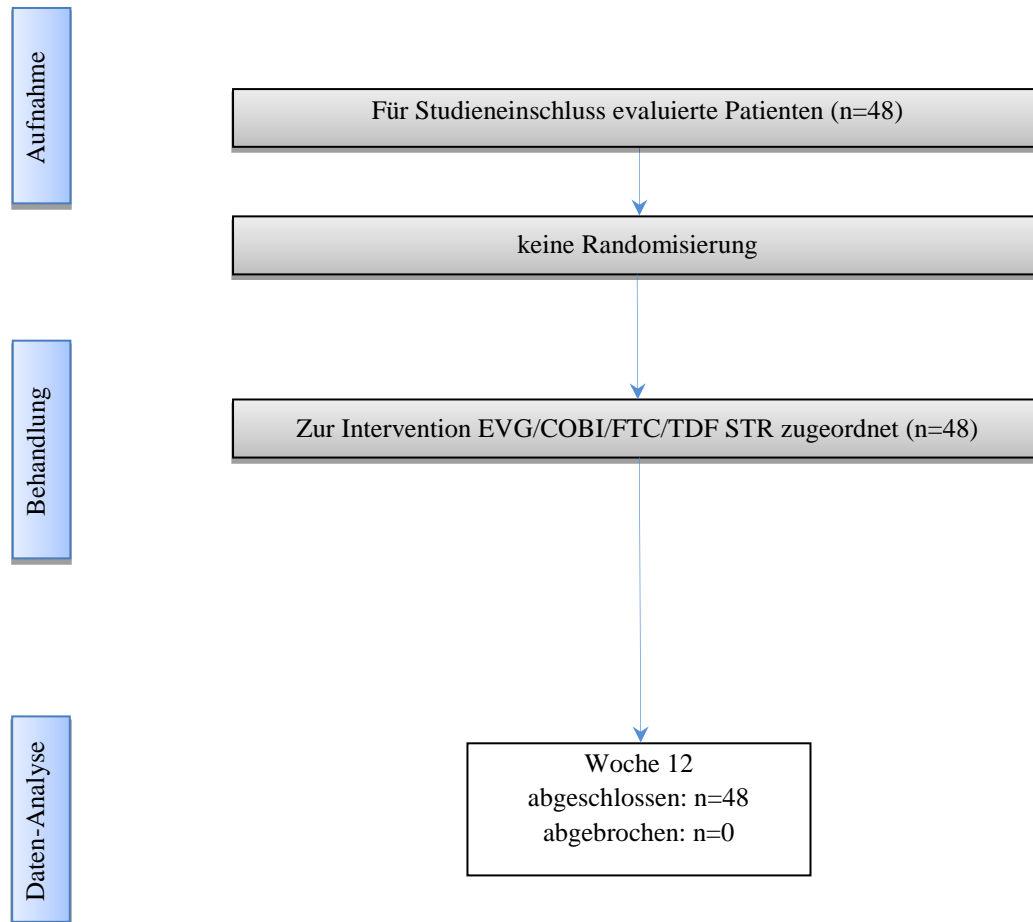 Aufnahme
Für Studieneinschluss evaluierte Patienten (n=48)
keine Randomisierung
Behandlung
Zur Intervention EVG/COBI/FTC/TDF STR zugeordnet (n=48)
Daten-Analyse
Woche 12
abgeschlossen: n=48
abgebrochen: n=0